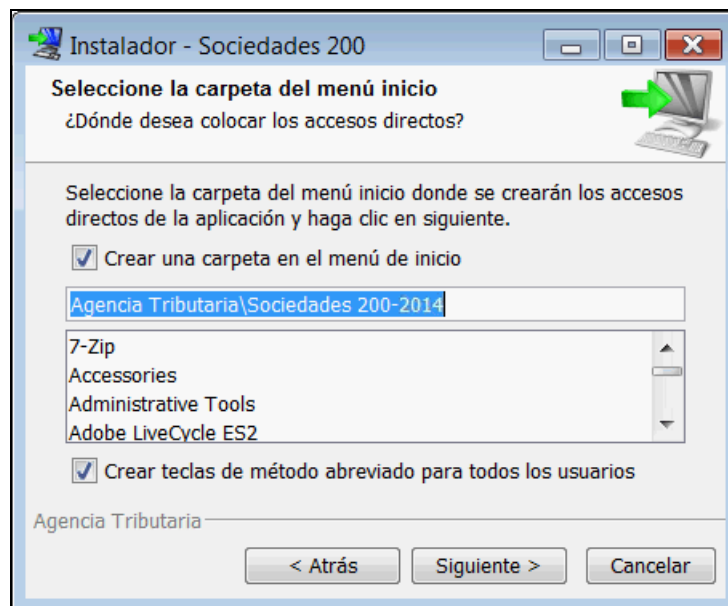 Instalador - Sociedades 200
Seleccione la carpeta del menú inicio
¿Dónde desea colocar los accesos directos?
Seleccione la carpeta del menú inicio donde se crearán los accesos
directos de la aplicación y haga clic en siguiente.
Crear una carpeta en el menú de inicio
Agencia Tributaria\Sociedades 200-2014
7-Zip
Accessories
Administrative Tools
Adobe LiveCycle ES2
Crear teclas de método abreviado para todos los usuarios
Agencia Tributaria
< Atrás
Siguiente >
Cancelar